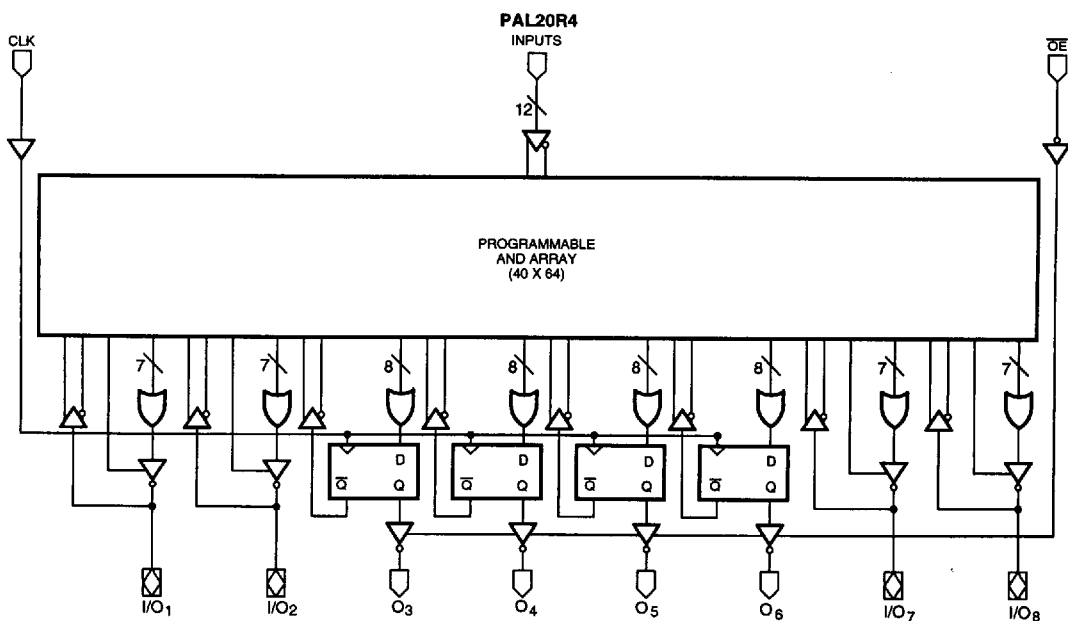 PAL20R4
CLK
INPUTS
O̅E̅
12
PROGRAMMABLE
AND ARRAY
(40 X 64)
7 7 8 8 8 8 7 7
D D D D
Q̅ Q Q̅ Q Q̅ Q Q̅ Q
I/O1 I/O2 O3 O4 O5 O6 I/O7 I/O8